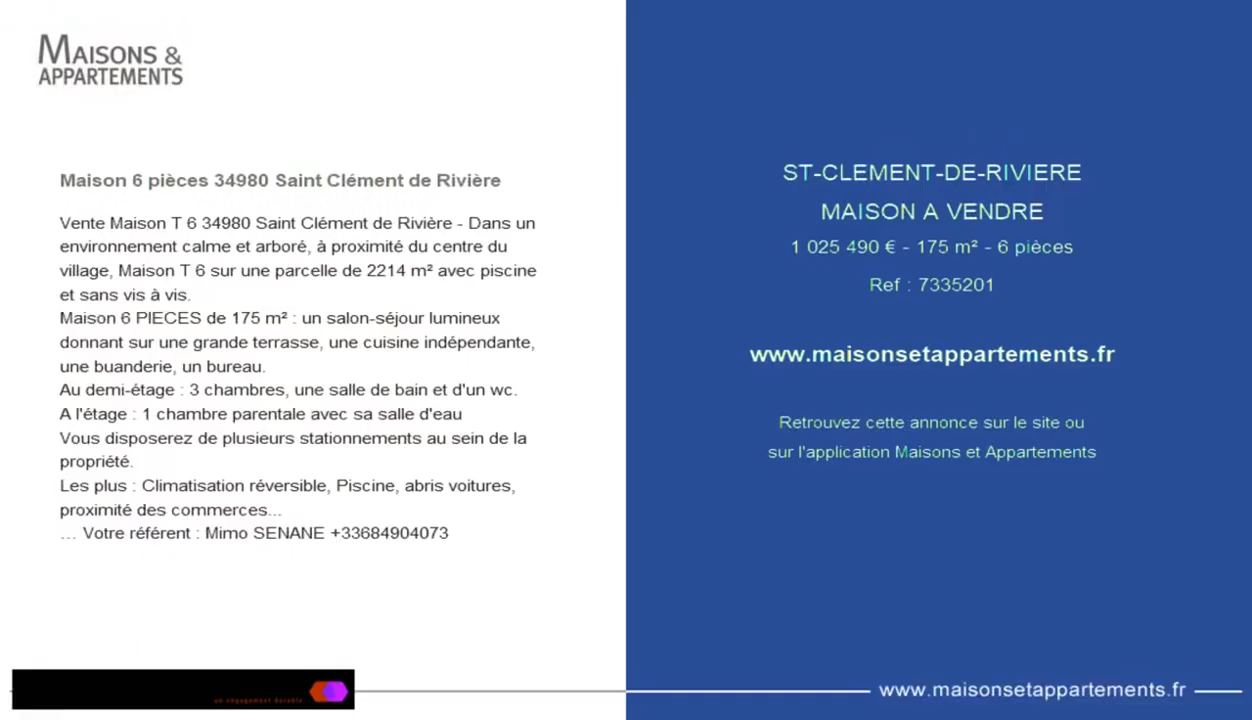 MAISONS &
APPARTEMENTS
Maison 6 pièces 34980 Saint Clément de Rivière
Vente Maison T 6 34980 Saint Clément de Rivière - Dans un
environnement calme et arboré, à proximité du centre du
village, Maison T 6 sur une parcelle de 2214 m² avec piscine
et sans vis à vis.
Maison 6 PIECES de 175 m² : un salon-séjour lumineux
donnant sur une grande terrasse, une cuisine indépendante,
une buanderie, un bureau.
Au demi-étage : 3 chambres, une salle de bain et d'un wc.
A l'étage : 1 chambre parentale avec sa salle d'eau
Vous disposerez de plusieurs stationnements au sein de la
propriété.
Les plus : Climatisation réversible, Piscine, abris voitures,
proximité des commerces...
… Votre référent : Mimo SENANE +33684904073
un engagement durable
ST-CLEMENT-DE-RIVIERE
MAISON A VENDRE
1 025 490 € - 175 m² - 6 pièces
Ref : 7335201
www.maisonsetappartements.fr
Retrouvez cette annonce sur le site ou
sur l'application Maisons et Appartements
www.maisonsetappartements.fr